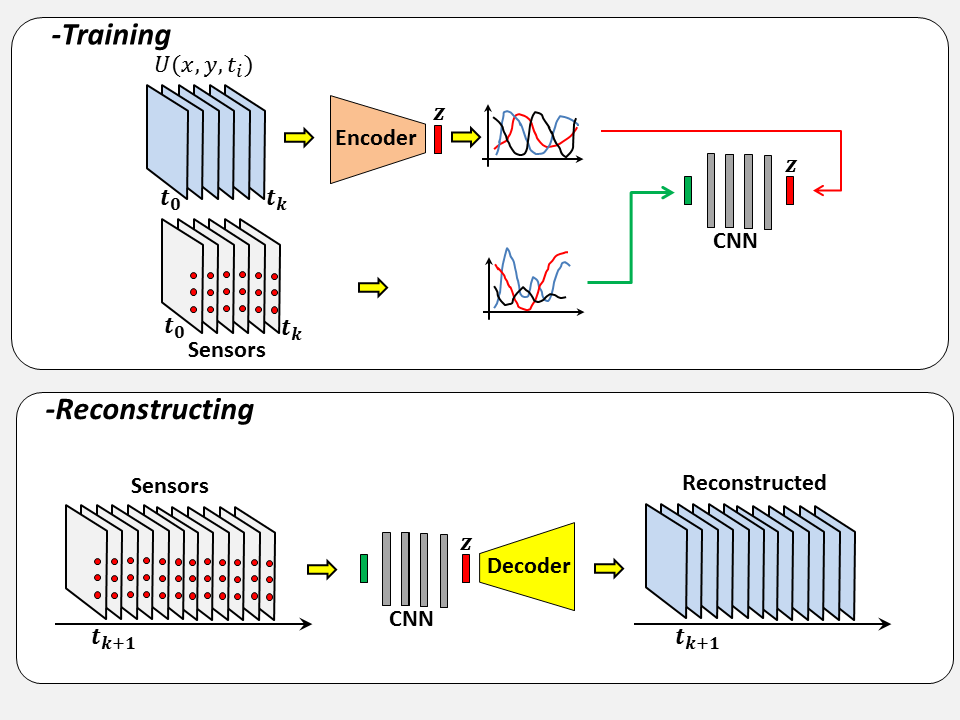 -Training
U(x, y, t_i)
Encoder
z
t_0
t_k
z
CNN
t_0
t_k
Sensors
-Reconstructing
Sensors
Reconstructed
z
Decoder
CNN
t_{k+1}
t_{k+1}